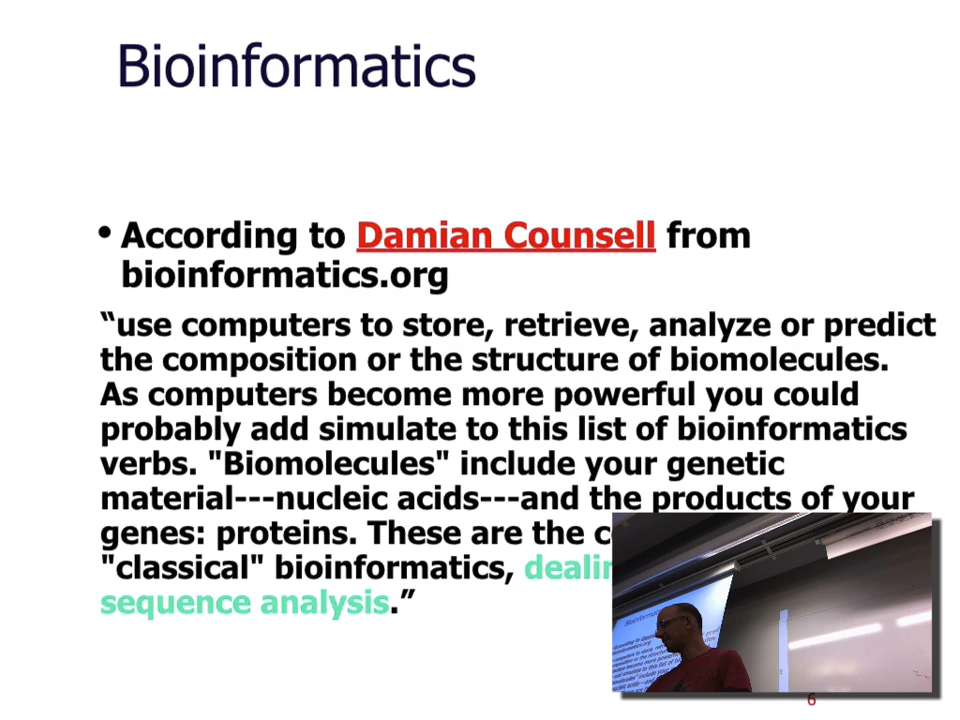 Bioinformatics
• According to Damian Counsell from
bioinformatics.org
“use computers to store, retrieve, analyze or predict
the composition or the structure of biomolecules.
As computers become more powerful you could
probably add simulate to this list of bioinformatics
verbs. "Biomolecules" include your genetic
material---nucleic acids---and the products of your
genes: proteins. These are the
"classical" bioinformatics,
sequence analysis.”
6